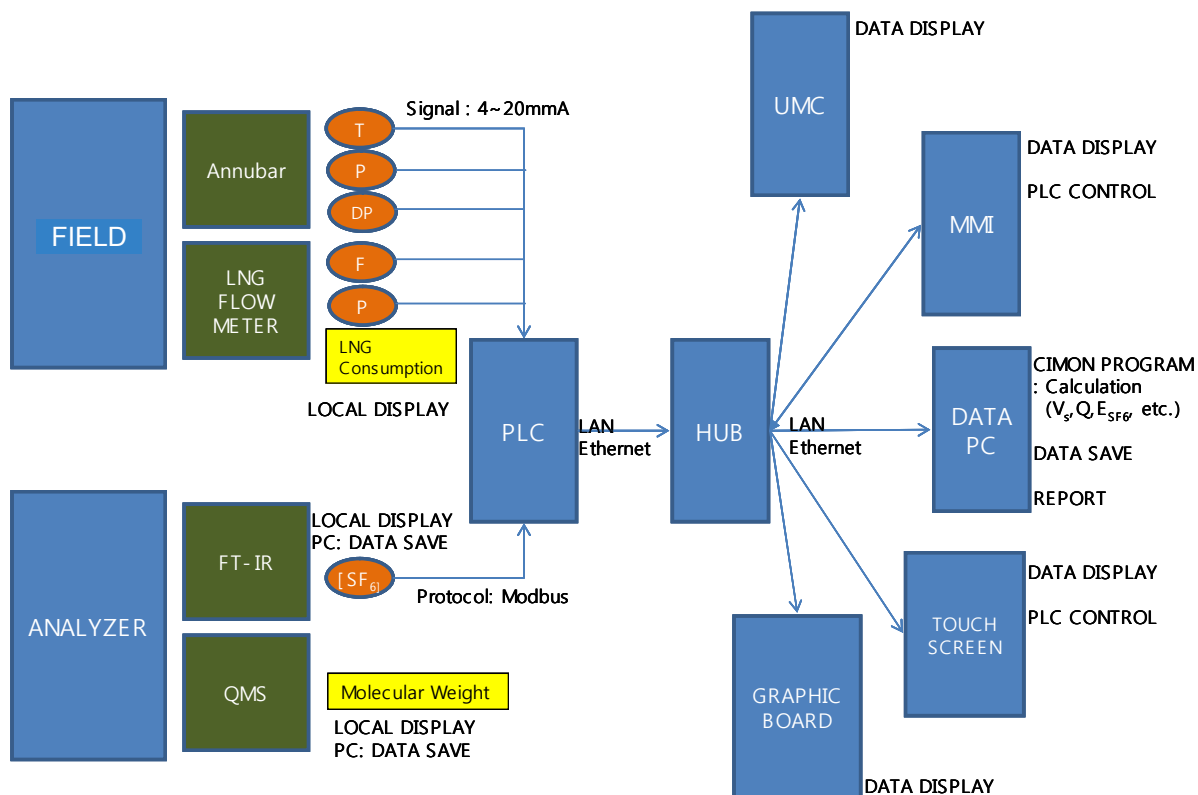 FIELD
Annubar
LNG
FLOW
METER
T
P
DP
F
P
Signal : 4~20mmA
LNG
Consumption
LOCAL DISPLAY
ANALYZER
FT-IR
QMS
LOCAL DISPLAY
PC: DATA SAVE
[SF6]
Protocol: Modbus
Molecular Weight
LOCAL DISPLAY
PC: DATA SAVE
PLC
LAN
Ethernet
HUB
LAN
Ethernet
UMC
DATA DISPLAY
MMI
DATA DISPLAY
PLC CONTROL
DATA
PC
CIMON PROGRAM
: Calculation
(Vs, Q, ESF6, etc.)
DATA SAVE
REPORT
TOUCH
SCREEN
DATA DISPLAY
PLC CONTROL
GRAPHIC
BOARD
DATA DISPLAY